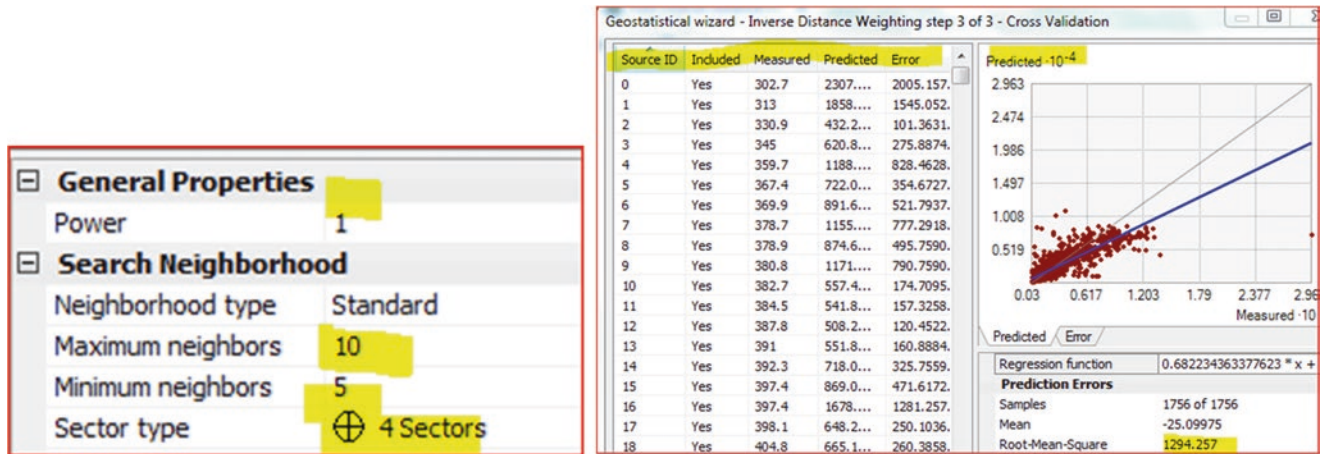 General Properties
Power 1
Search Neighborhood
Neighborhood type Standard
Maximum neighbors 10
Minimum neighbors 5
Sector type 4 Sectors
Geostatistical wizard - Inverse Distance Weighting step 3 of 3 - Cross Validation
Source ID Included Measured Predicted Error
0 Yes 302.7 2307.... 2005.157.
1 Yes 313 1858.... 1545.052.
2 Yes 330.9 432.2... 101.3631.
3 Yes 345 620.8... 275.8874.
4 Yes 359.7 1188.... 828.4628.
5 Yes 367.4 722.0... 354.6727.
6 Yes 369.9 891.6... 521.7937.
7 Yes 378.7 1155.... 777.2918.
8 Yes 378.9 874.6... 495.7590.
9 Yes 380.8 1171.... 790.7590.
10 Yes 382.7 557.4... 174.7095.
11 Yes 384.5 541.8... 157.3258.
12 Yes 387.8 508.2... 120.4522.
13 Yes 391 551.8... 160.8884.
14 Yes 392.3 718.0... 325.7559.
15 Yes 397.4 869.0... 471.6172.
16 Yes 397.4 1678.... 1281.257.
17 Yes 398.1 648.2... 250.1036.
18 Yes 404.8 665.1... 260.3858.
Predicted ·10⁻⁴
2.963
2.474
1.986
1.497
1.008
0.519
0.03 0.617 1.203 1.79 2.377 2.96
Measured ·10
Predicted Error
Regression function 0.682234363377623 * x +
Prediction Errors
Samples 1756 of 1756
Mean -25.09975
Root-Mean-Square 1294.257